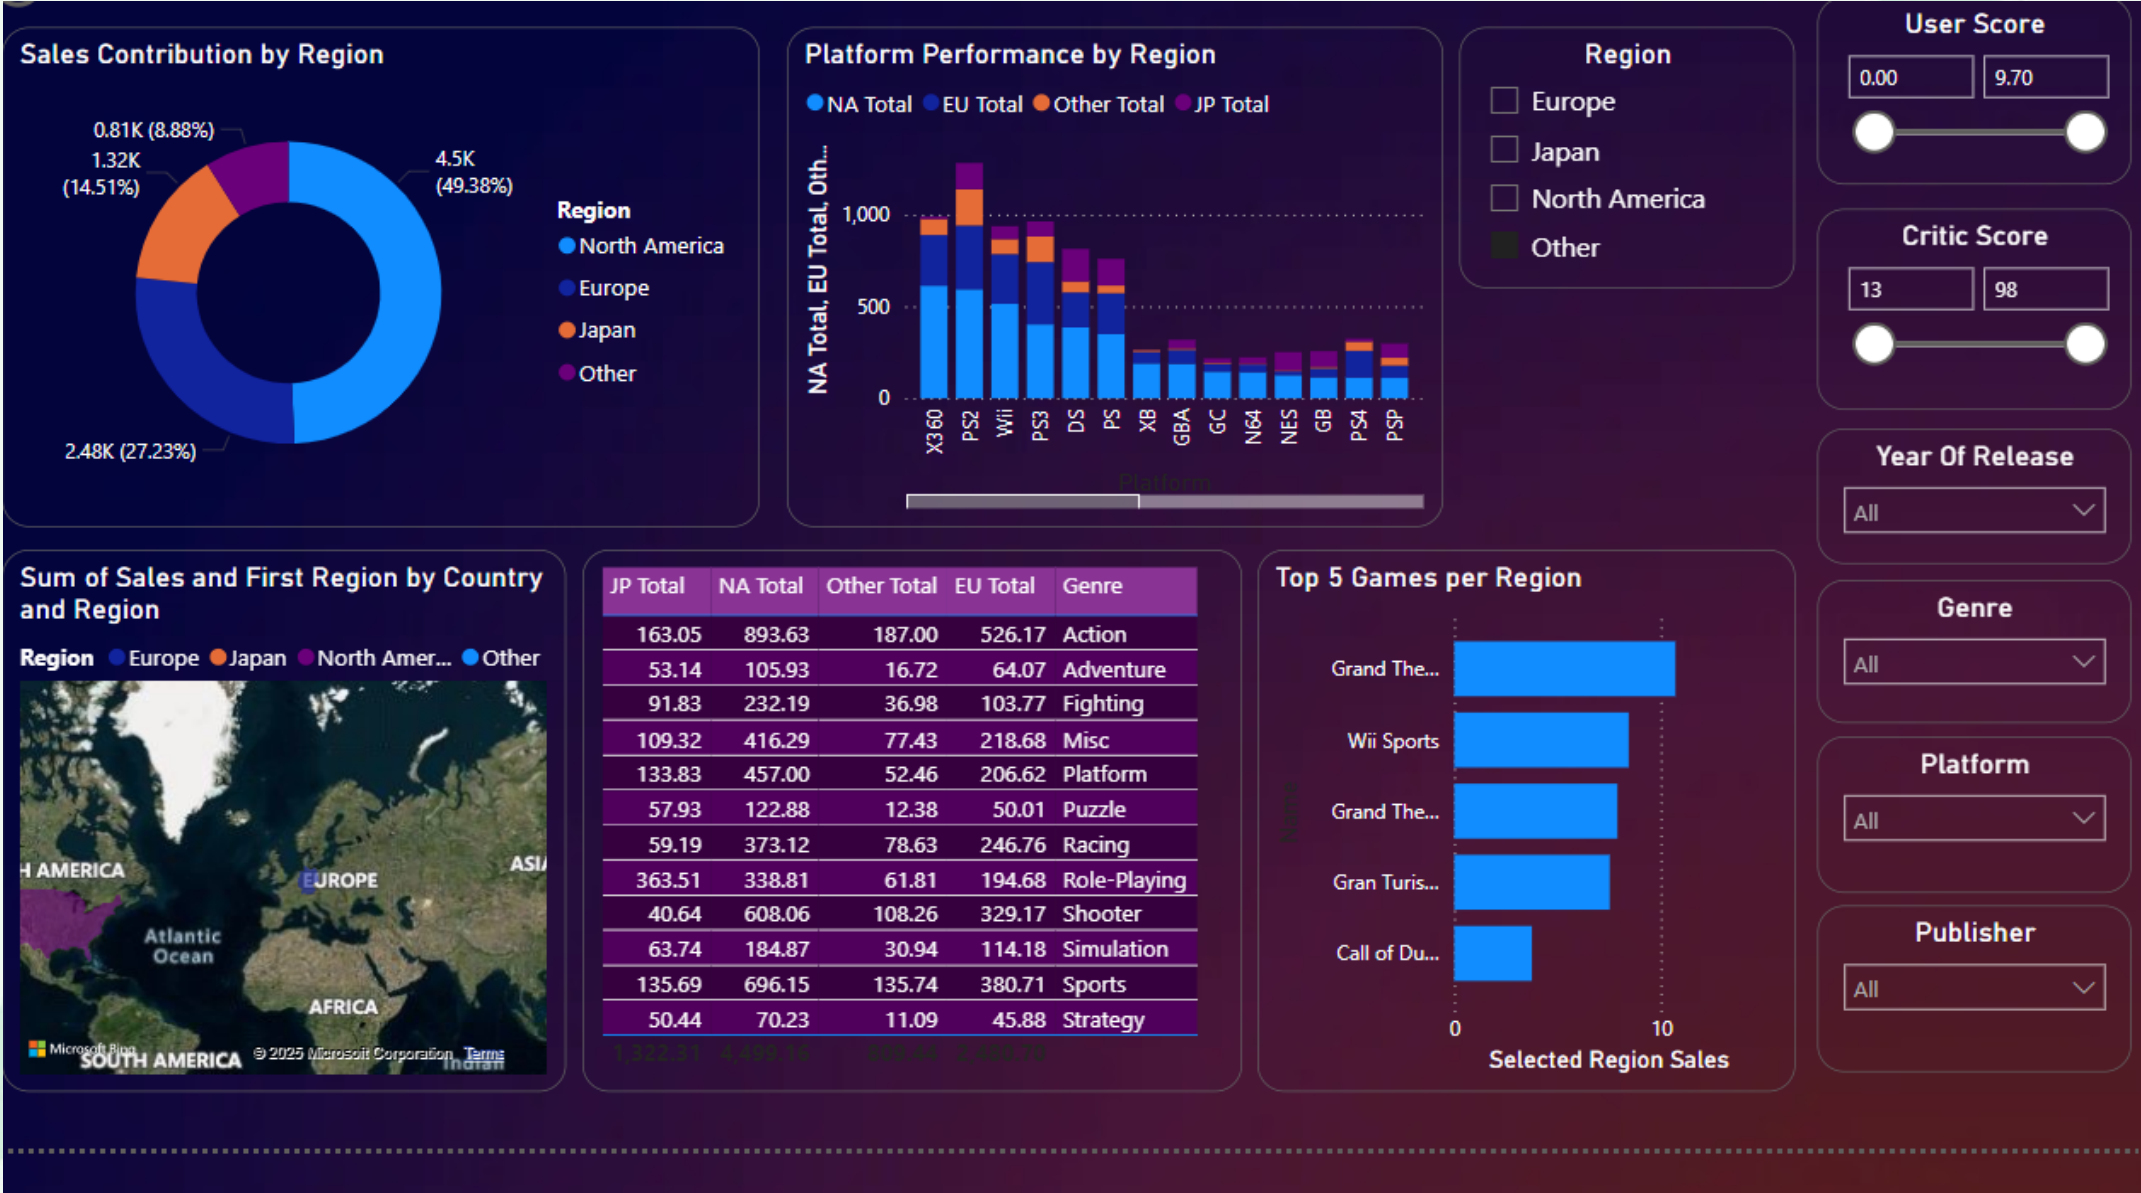 Sales Contribution by Region
0.81K (8.88%)
1.32K
(14.51%)
4.5K
(49.38%)
2.48K (27.23%)
Region
North America
Europe
Japan
Other
Platform Performance by Region
NA Total EU Total Other Total JP Total
NA Total, EU Total, Oth...
1,000
500
0
X360 PS2 Wii PS3 DS PS XB GBA GC N64 NES GB PS4 PSP
Platform
Region
Europe
Japan
North America
Other
User Score
0.00 9.70
Critic Score
13 98
Year Of Release
All
Genre
All
Platform
All
Publisher
All
Sum of Sales and First Region by Country
and Region
Region Europe Japan North Amer... Other
H AMERICA
EUROPE
ASIA
Atlantic
Ocean
AFRICA
Microsoft Bing
SOUTH AMERICA
© 2025 Microsoft Corporation Terms
Indian
JP Total NA Total Other Total EU Total Genre
163.05 893.63 187.00 526.17 Action
53.14 105.93 16.72 64.07 Adventure
91.83 232.19 36.98 103.77 Fighting
109.32 416.29 77.43 218.68 Misc
133.83 457.00 52.46 206.62 Platform
57.93 122.88 12.38 50.01 Puzzle
59.19 373.12 78.63 246.76 Racing
363.51 338.81 61.81 194.68 Role-Playing
40.64 608.06 108.26 329.17 Shooter
63.74 184.87 30.94 114.18 Simulation
135.69 696.15 135.74 380.71 Sports
50.44 70.23 11.09 45.88 Strategy
1,322.31 4,499.16
Top 5 Games per Region
Name
Grand The...
Wii Sports
Grand The...
Gran Turis...
Call of Du...
0 10
Selected Region Sales